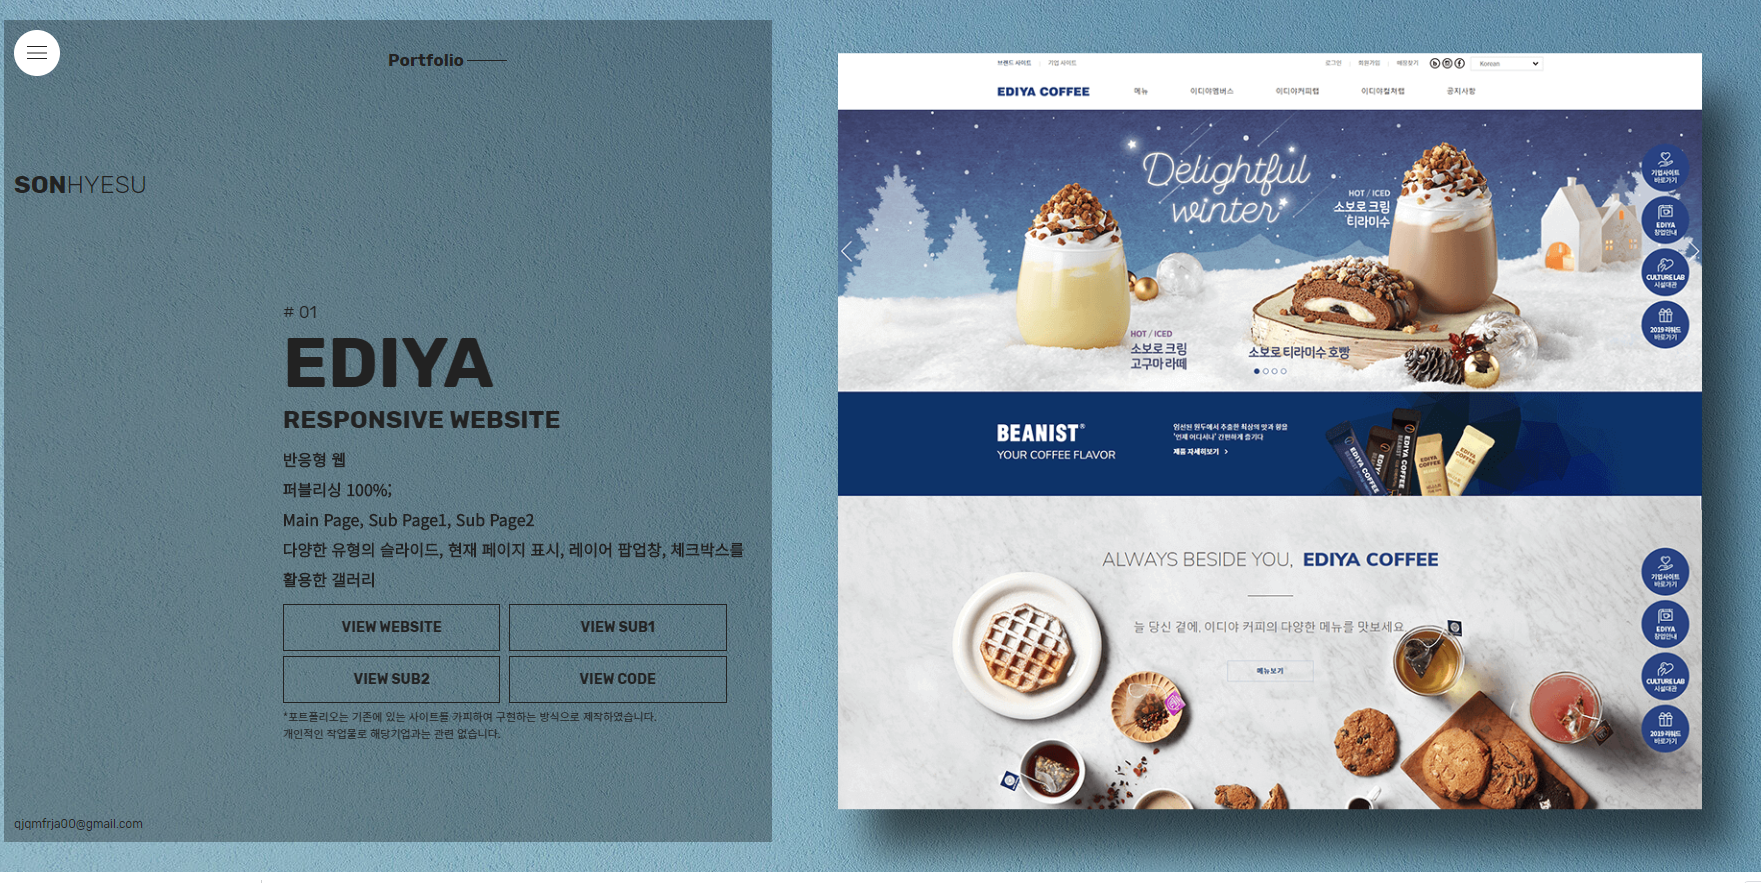 Portfolio
SONHYESU
# 01
EDIYA
RESPONSIVE WEBSITE
반응형 웹
퍼블리싱 100%;
Main Page, Sub Page1, Sub Page2
다양한 유형의 슬라이드, 현재 페이지 표시, 레이어 팝업창, 체크박스를
활용한 갤러리
VIEW WEBSITE
VIEW SUB1
VIEW SUB2
VIEW CODE
*포트폴리오는 기존에 있는 사이트를 카피하여 구현하는 방식으로 제작하였습니다.
개인적인 작업물로 해당기업과는 관련 없습니다.
qjqmfrja00@gmail.com
브랜드 사이트
기업 사이트
로그인
회원가입
매장찾기
Korean
EDIYA COFFEE
메뉴
이디야멤버스
이디야커피랩
이디야컬처랩
공지사항
Delightful
winter
HOT / ICED
소보로 크림
티라미수
HOT / ICED
소보로 크림
고구마 라떼
소보로 티라미수 호빵
기업사이트
바로가기
EDIYA
창업안내
CULTURE LAB
시설대관
2019 리워드
바로가기
BEANIST®
YOUR COFFEE FLAVOR
엄선된 원두에서 추출한 최상의 맛과 향을
'언제 어디서나' 간편하게 즐기다
제품 자세히보기 >
EDIYA COFFEE
EDIYA COFFEE
ALWAYS BESIDE YOU, EDIYA COFFEE
늘 당신 곁에, 이디야 커피의 다양한 메뉴를 맛보세요
메뉴보기
기업사이트
바로가기
EDIYA
창업안내
CULTURE LAB
시설대관
2019 리워드
바로가기